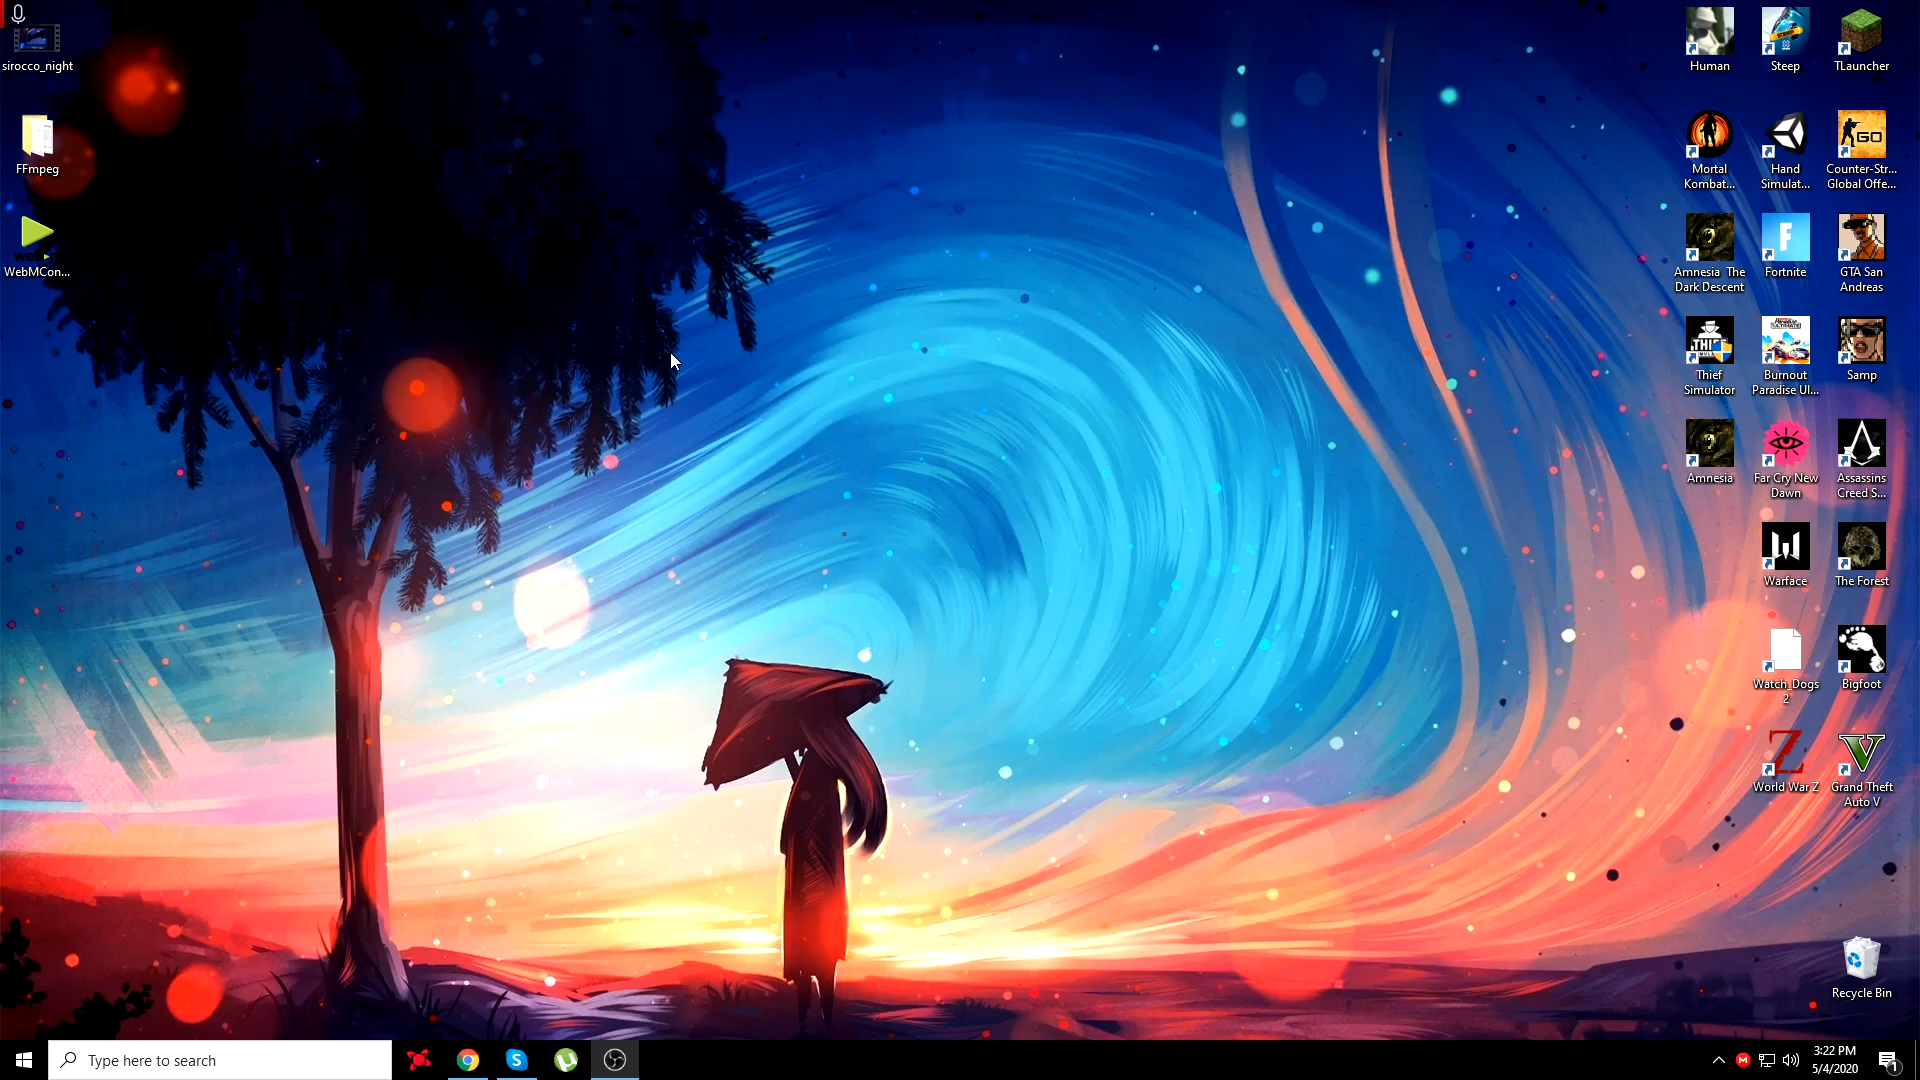 sirocco_night
FFmpeg
WebMCon...
Human
Steep
TLauncher
Mortal
Kombat...
Hand
Simulat...
GO
Counter-Str...
Global Offe...
Amnesia The
Dark Descent
F
Fortnite
GTA San
Andreas
THIEF
Thief
Simulator
Burnout
Paradise Ul...
Samp
Amnesia
Far Cry New
Dawn
Assassins
Creed S...
Warface
The Forest
Watch_Dogs
2
Bigfoot
Z
World War Z
V
Grand Theft
Auto V
Recycle Bin
Type here to search
3:22 PM
5/4/2020
1